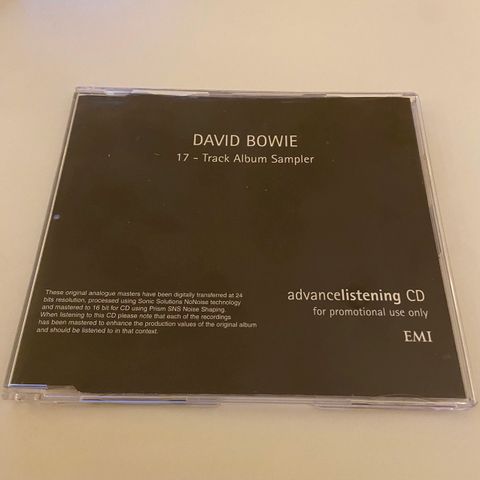 DAVID BOWIE
17 - Track Album Sampler
These original analogue masters have been digitally transferred at 24
bits resolution, processed using Sonic Solutions NoNoise technology
and mastered to 16 bit for CD using Prism SNS Noise Shaping.
When listening to this CD please note that each of the recordings
has been mastered to enhance the production values of the original album
and should be listened to in that context.
advancelistening CD
for promotional use only
EMI